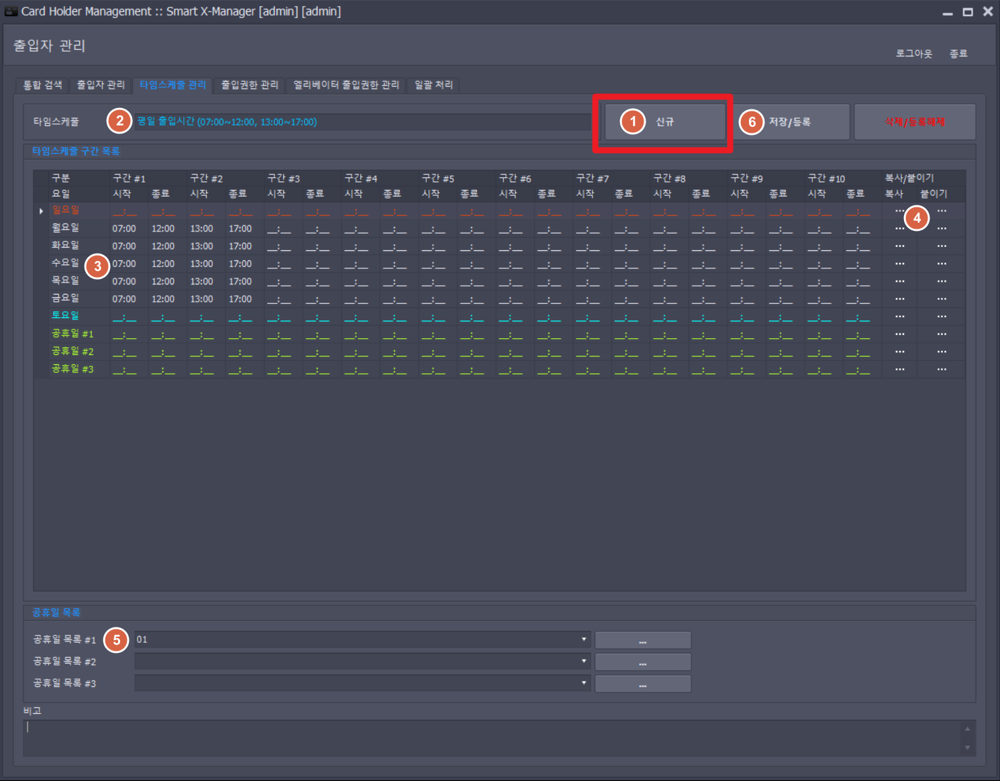 Card Holder Management :: Smart X-Manager [admin] [admin]
출입자 관리
로그아웃 종료
통합 검색 출입자 관리 타임스케줄 관리 출입권한 관리 엘리베이터 출입권한 관리 일괄 처리
타임스케줄 2 평일 출입시간 (07:00~12:00, 13:00~17:00) 1 신규 6 저장/등록 삭제/등록해제
타임스케줄 구간 목록
구분 구간 #1 구간 #2 구간 #3 구간 #4 구간 #5 구간 #6 구간 #7 구간 #8 구간 #9 구간 #10 복사/붙이기
요일 시작 종료 시작 종료 시작 종료 시작 종료 시작 종료 시작 종료 시작 종료 시작 종료 시작 종료 시작 종료 복사 붙이기
일요일 __:__ __:__ __:__ __:__ __:__ __:__ __:__ __:__ __:__ __:__ __:__ __:__ __:__ __:__ __:__ __:__ __:__ __:__ __:__ __:__ ... 4 ...
월요일 07:00 12:00 13:00 17:00 __:__ __:__ __:__ __:__ __:__ __:__ __:__ __:__ __:__ __:__ __:__ __:__ __:__ __:__ __:__ __:__ ... ...
화요일 07:00 12:00 13:00 17:00 __:__ __:__ __:__ __:__ __:__ __:__ __:__ __:__ __:__ __:__ __:__ __:__ __:__ __:__ __:__ __:__ ... ...
수요일 3 07:00 12:00 13:00 17:00 __:__ __:__ __:__ __:__ __:__ __:__ __:__ __:__ __:__ __:__ __:__ __:__ __:__ __:__ __:__ __:__ ... ...
목요일 07:00 12:00 13:00 17:00 __:__ __:__ __:__ __:__ __:__ __:__ __:__ __:__ __:__ __:__ __:__ __:__ __:__ __:__ __:__ __:__ ... ...
금요일 07:00 12:00 13:00 17:00 __:__ __:__ __:__ __:__ __:__ __:__ __:__ __:__ __:__ __:__ __:__ __:__ __:__ __:__ __:__ __:__ ... ...
토요일 __:__ __:__ __:__ __:__ __:__ __:__ __:__ __:__ __:__ __:__ __:__ __:__ __:__ __:__ __:__ __:__ __:__ __:__ __:__ __:__ ... ...
공휴일 #1 __:__ __:__ __:__ __:__ __:__ __:__ __:__ __:__ __:__ __:__ __:__ __:__ __:__ __:__ __:__ __:__ __:__ __:__ __:__ __:__ ... ...
공휴일 #2 __:__ __:__ __:__ __:__ __:__ __:__ __:__ __:__ __:__ __:__ __:__ __:__ __:__ __:__ __:__ __:__ __:__ __:__ __:__ __:__ ... ...
공휴일 #3 __:__ __:__ __:__ __:__ __:__ __:__ __:__ __:__ __:__ __:__ __:__ __:__ __:__ __:__ __:__ __:__ __:__ __:__ __:__ __:__ ... ...
공휴일 목록
공휴일 목록 #1 5 01 ...
공휴일 목록 #2 ...
공휴일 목록 #3 ...
비고